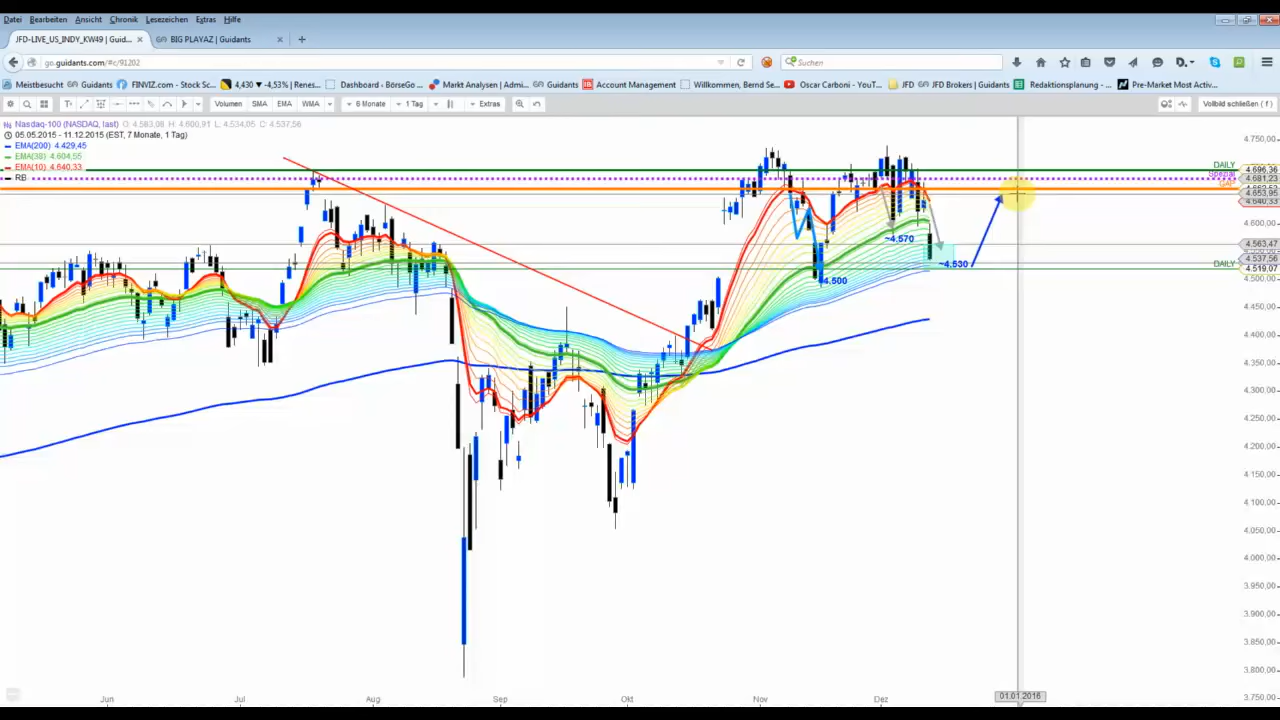 Datei Bearbeiten Ansicht Chronik Lesezeichen Extras Hilfe
JFD-LIVE_US_INDY_KW49 | Guid... × BIG PLAYAZ | Guidants × +
go.guidants.com/#c/91202 Suchen
Meistbesucht Guidants FINVIZ.com - Stock Sc... 4,430 ▼ -4,53% | Renes... Dashboard - BörseGo ... Markt Analysen | Admi... Guidants Account Management Willkommen, Bernd Se... Oscar Carboni - YouT... JFD JFD Brokers | Guidants Redaktionsplanung - ... Pre-Market Most Activ...
Volumen SMA EMA WMA 6 Monate 1 Tag Extras Vollbild schließen ( f )
Nasdaq-100 (NASDAQ, last) O: 4.583,08 H: 4.600,91 L: 4.534,05 C: 4.537,56
05.05.2015 - 11.12.2015 (EST, 7 Monate, 1 Tag)
EMA(200) 4.429,45
EMA(38) 4.604,55
EMA(10) 4.640,33
RB
4.750,00
DAILY 4.696,36
Spezial 4.681,23
GAP
4.653,95
4.640,33
4.600,00
~4.570
4.563,47
4.537,56
~4.530
DAILY 4.519,07
4.500,00
4.500
4.450,00
4.400,00
4.350,00
4.300,00
4.250,00
4.200,00
4.150,00
4.100,00
4.050,00
4.000,00
3.950,00
3.900,00
3.850,00
3.800,00
3.750,00
Jun Jul Aug Sep Okt Nov Dez 01.01.2016